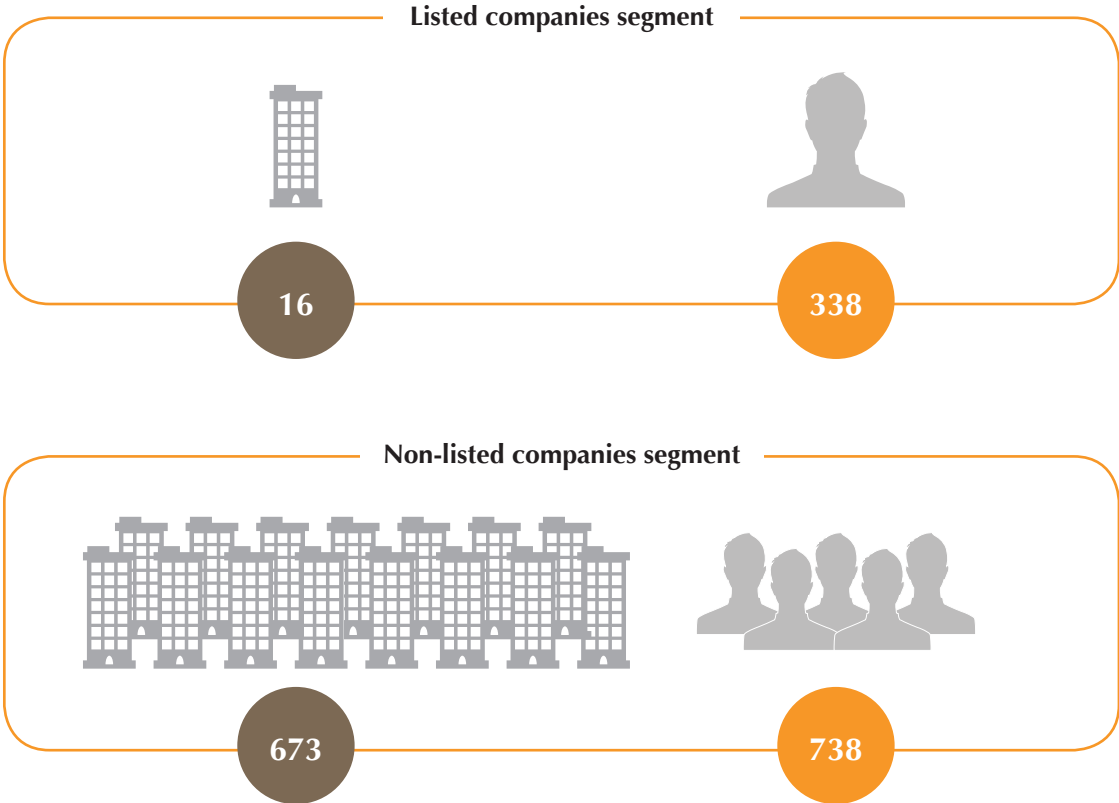 Listed companies segment
16
338
Non-listed companies segment
673
738